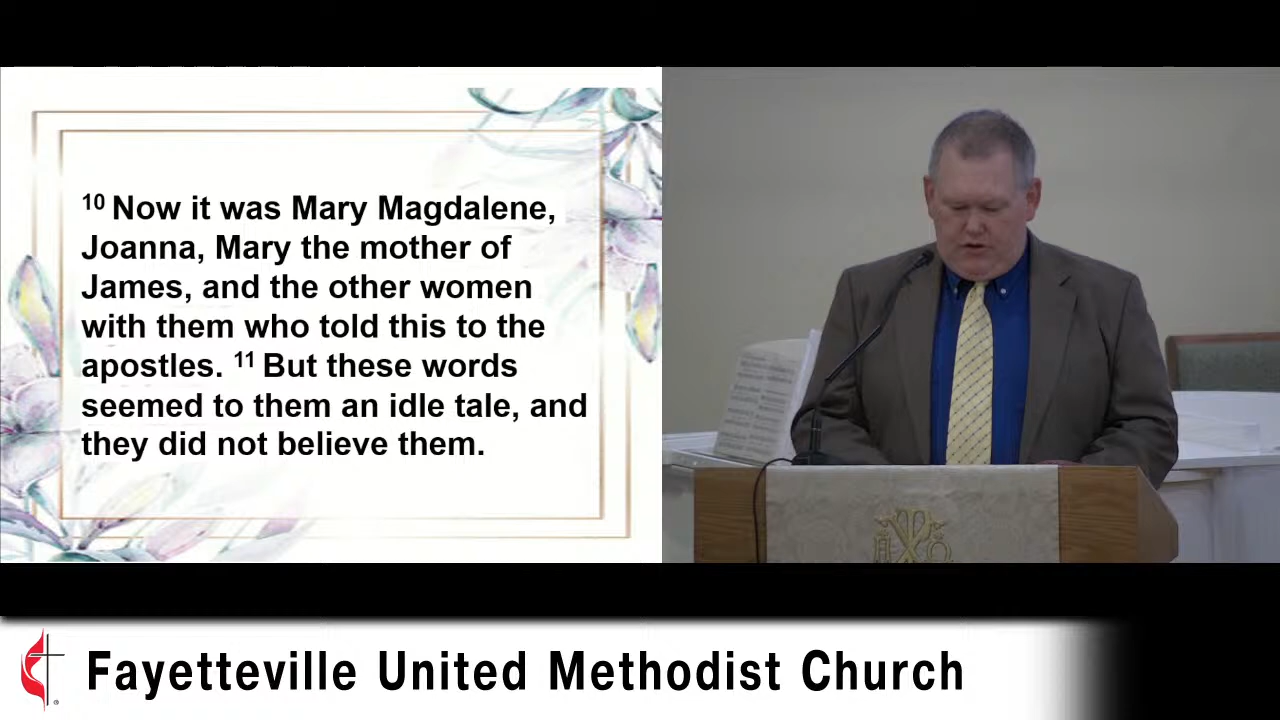 10 Now it was Mary Magdalene,
Joanna, Mary the mother of
James, and the other women
with them who told this to the
apostles. 11 But these words
seemed to them an idle tale, and
they did not believe them.
Fayetteville United Methodist Church